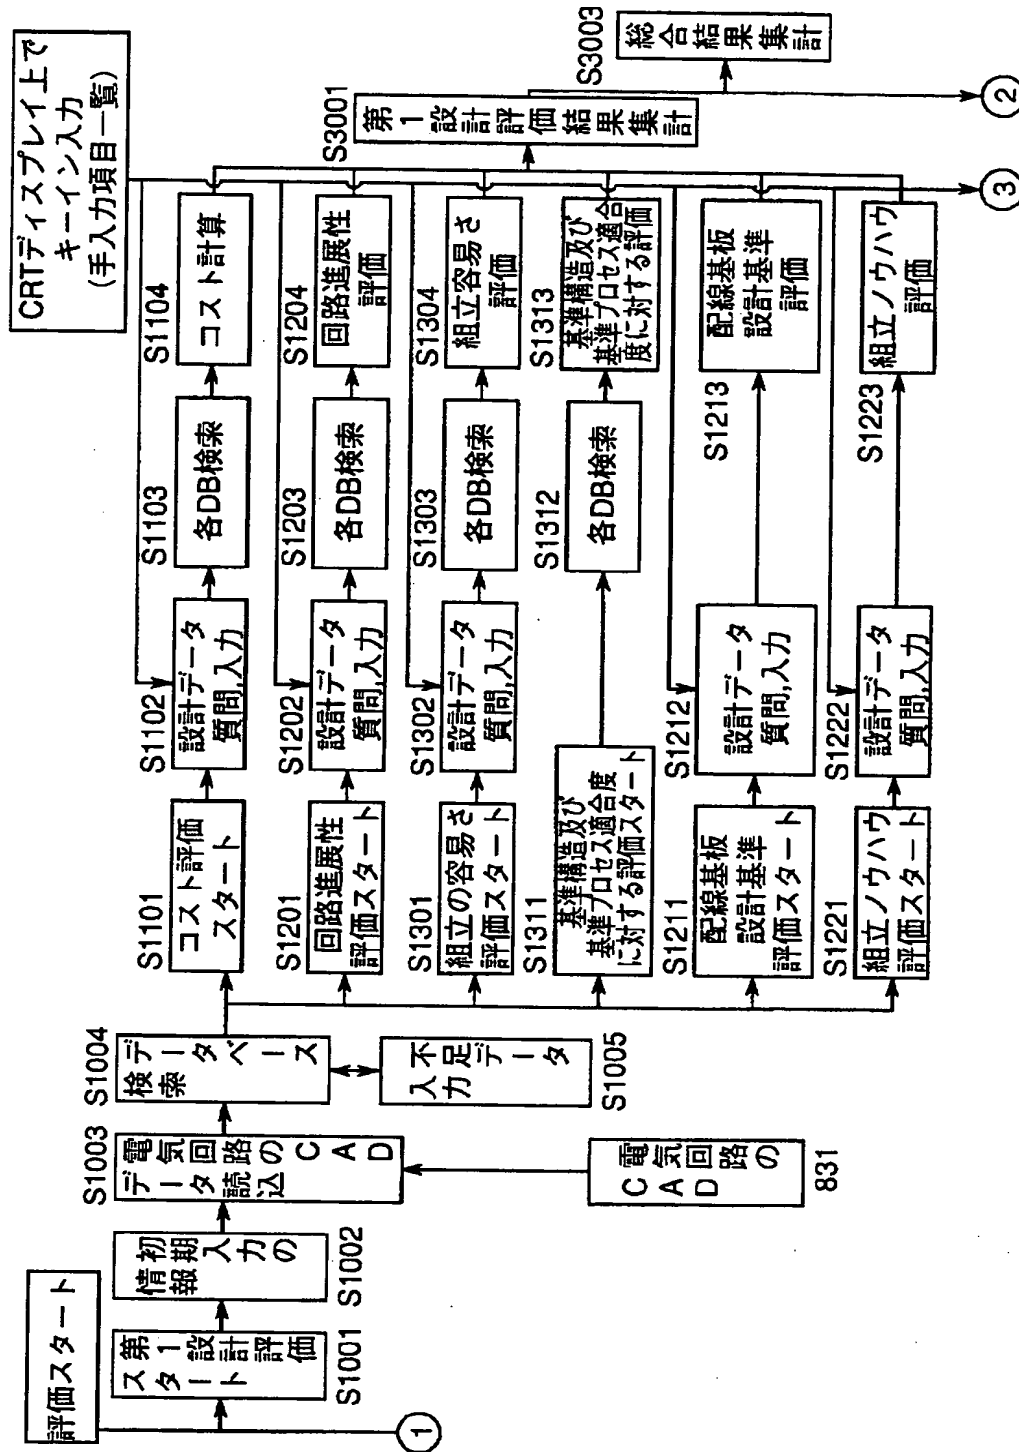 評価スタート
①
第1設計評価
スタート
S1001
初期入力の
情報
S1002
S1003
電気回路のCAD
データ読込
電気回路の
CAD
831
S1004
データベース
検索
不足データ
入力
S1005
S1101
コスト評価
スタート
S1102
設計データ
質問,入力
S1103
各DB検索
S1104
コスト計算
S1201
回路進展性
評価スタート
S1202
設計データ
質問,入力
S1203
各DB検索
S1204
回路進展性
評価
S1301
組立の容易さ
評価スタート
S1302
設計データ
質問,入力
S1303
各DB検索
S1304
組立容易さ
評価
S1311
基準構造及び
基準プロセス適合度
に対する評価スタート
S1312
各DB検索
S1313
基準構造及び
基準プロセス適合
度に対する評価
S1211
配線基板
設計基準
評価スタート
S1212
設計データ
質問,入力
S1213
配線基板
設計基準
評価
S1221
組立ノウハウ
評価スタート
S1222
設計データ
質問,入力
S1223
組立ノウハウ
評価
CRTディスプレイ上で
キーイン入力
(手入力項目一覧)
S3001
第1設計評価結果集計
S3003
総合結果集計
②
③